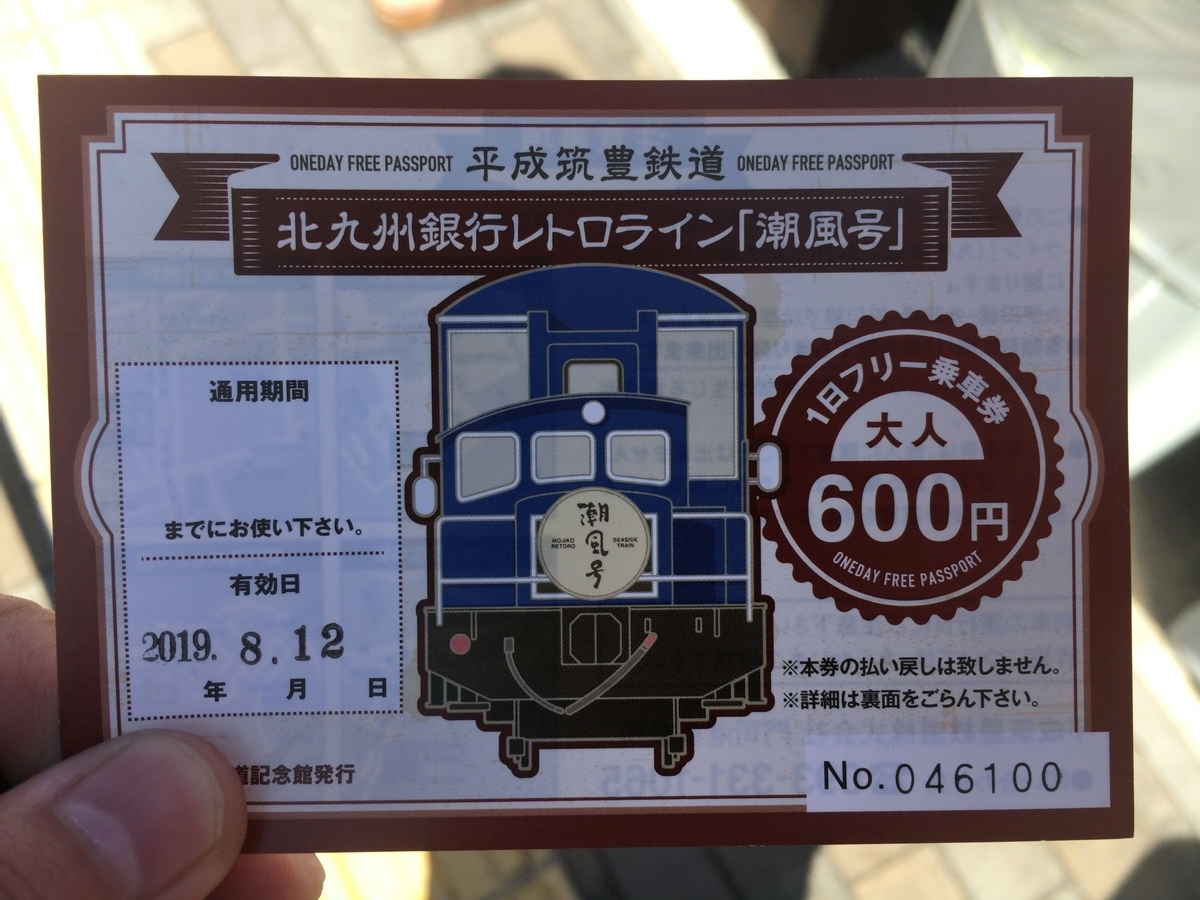 ONEDAY FREE PASSPORT 平成筑豊鉄道 ONEDAY FREE PASSPORT
北九州銀行レトロライン「潮風号」
通用期間
までにお使い下さい。
有効日
2019. 8. 12
年 月 日
道記念館発行
潮風号
MOJIKO RETORO
SEASIDE TRAIN
1日フリー乗車券
大人
600円
ONEDAY FREE PASSPORT
※本券の払い戻しは致しません。
※詳細は裏面をごらん下さい。
No.046100